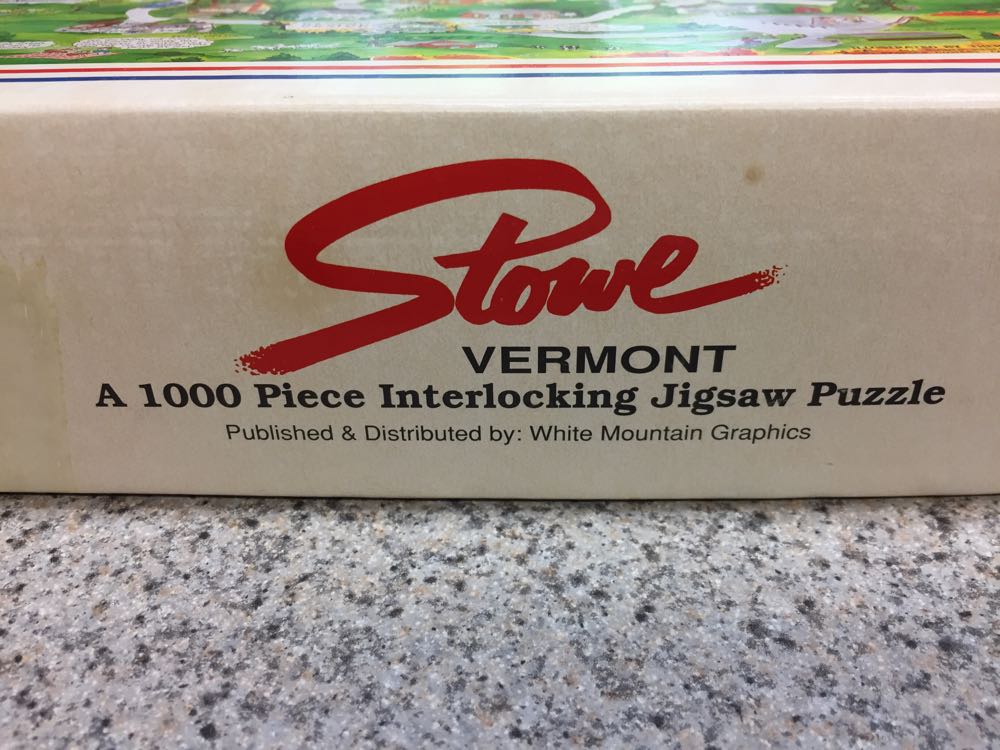 Stowe
VERMONT
A 1000 Piece Interlocking Jigsaw Puzzle
Published & Distributed by: White Mountain Graphics